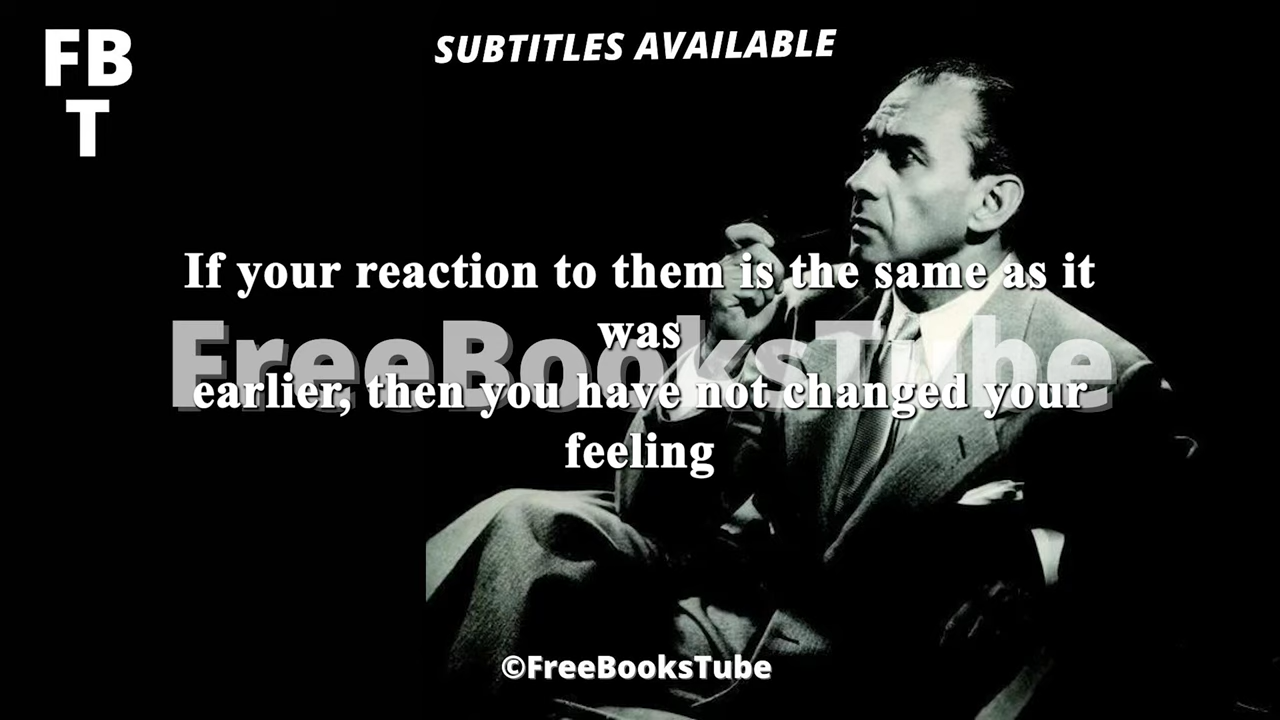 FB
T
SUBTITLES AVAILABLE
If your reaction to them is the same as it
was
FreeBooksTube
earlier, then you have not changed your
feeling
©FreeBooksTube